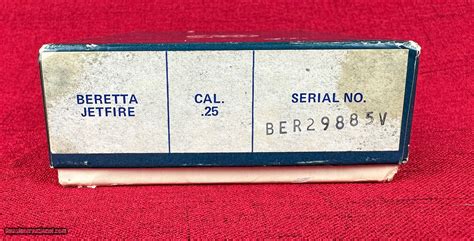 BERETTA
JETFIRE
CAL.
.25
SERIAL NO.
BER29885V